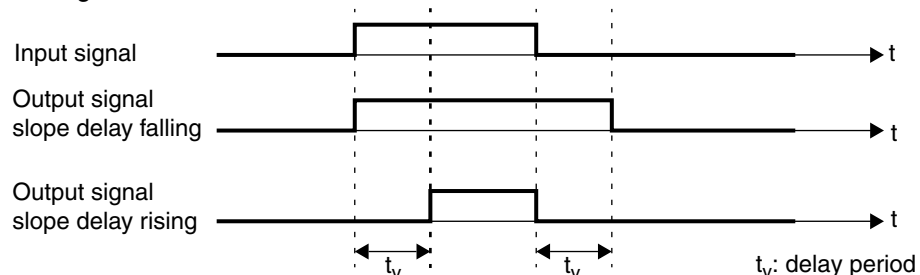 Input signal
t
Output signal
slope delay falling
t
Output signal
slope delay rising
t
tv
tv
tv: delay period